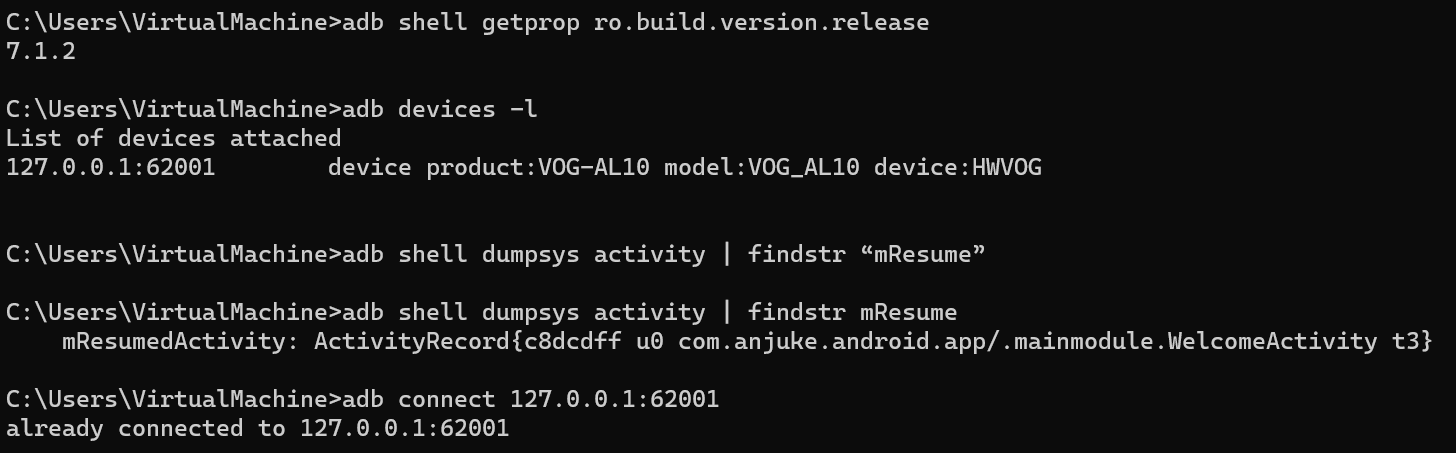 C:\Users\VirtualMachine>adb shell getprop ro.build.version.release
7.1.2
C:\Users\VirtualMachine>adb devices -l
List of devices attached
127.0.0.1:62001        device product:VOG-AL10 model:VOG_AL10 device:HWVOG
C:\Users\VirtualMachine>adb shell dumpsys activity | findstr “mResume”
C:\Users\VirtualMachine>adb shell dumpsys activity | findstr mResume
    mResumedActivity: ActivityRecord{c8dcdff u0 com.anjuke.android.app/.mainmodule.WelcomeActivity t3}
C:\Users\VirtualMachine>adb connect 127.0.0.1:62001
already connected to 127.0.0.1:62001